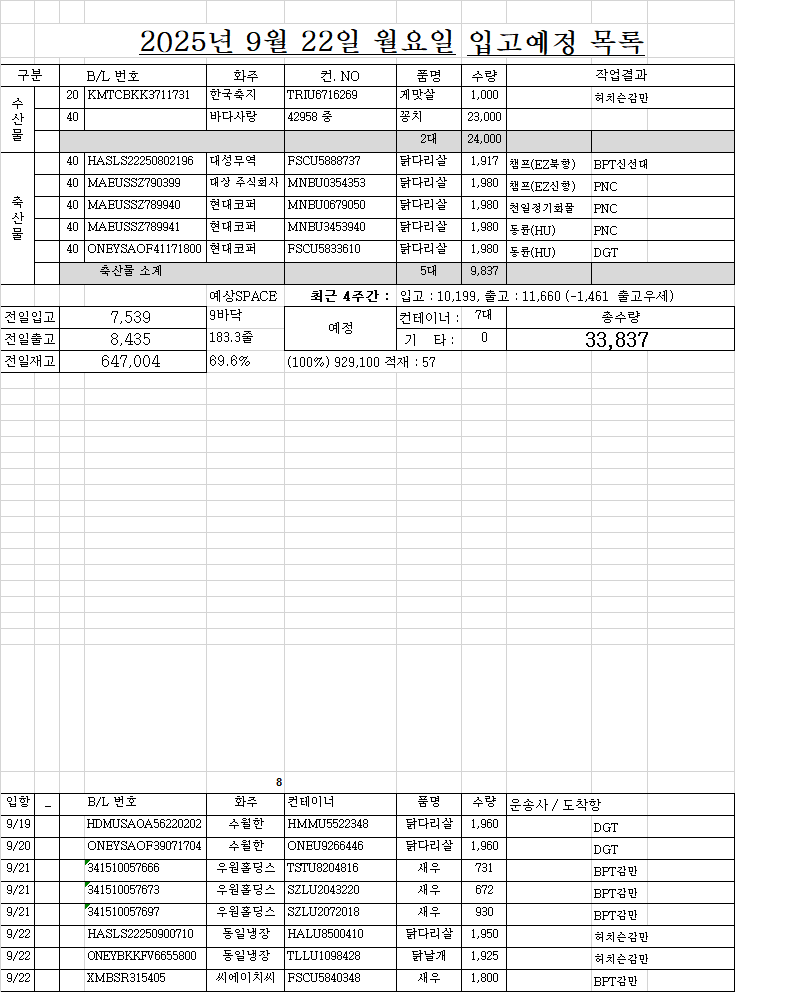 2025년 9월 22일 월요일 입고예정 목록
구분 B/L 번호 화주 컨. NO 품명 수량 작업결과
수산물
20 KMTCBKK3711731 한국축지 TRIU6716269 게맛살 1,000 허치슨감만
40 바다사랑 42958 중 꽁치 23,000
2대 24,000
축산물
40 HASLS22250802196 대성무역 FSCU5888737 닭다리살 1,917 캠프(EZ북항) BPT신선대
40 MAEUSSZ790399 대상 주식회사 MNBU0354353 닭다리살 1,980 캠프(EZ신항) PNC
40 MAEUSSZ789940 현대코퍼 MNBU0679050 닭다리살 1,980 천일정기화물 PNC
40 MAEUSSZ789941 현대코퍼 MNBU3453940 닭다리살 1,980 동륜(HU) PNC
40 ONEYSAOF41171800 현대코퍼 FSCU5833610 닭다리살 1,980 동륜(HU) DGT
축산물 소계 5대 9,837
예상SPACE 최근 4주간 : 입고 : 10,199, 출고 : 11,660 (-1,461 출고우세)
전일입고 7,539 9바닥 예정 컨테이너 : 7대 총수량
전일출고 8,435 183.3줄 기 타 : 0 33,837
전일재고 647,004 69.6% (100%) 929,100 적재 : 57
8
입항 _ B/L 번호 화주 컨테이너 품명 수량 운송사 / 도착항
9/19 HDMUSAOA56220202 수월한 HMMU5522348 닭다리살 1,960 DGT
9/20 ONEYSAOF39071704 수월한 ONEU9266446 닭다리살 1,960 DGT
9/21 341510057666 우원홀딩스 TSTU8204816 새우 731 BPT감만
9/21 341510057673 우원홀딩스 SZLU2043220 새우 672 BPT감만
9/21 341510057697 우원홀딩스 SZLU2072018 새우 930 BPT감만
9/22 HASLS22250900710 동일냉장 HALU8500410 닭다리살 1,950 허치슨감만
9/22 ONEYBKKFV6655800 동일냉장 TLLU1098428 닭날개 1,925 허치슨감만
9/22 XMBSR315405 씨에이치씨 FSCU5840348 새우 1,800 BPT감만